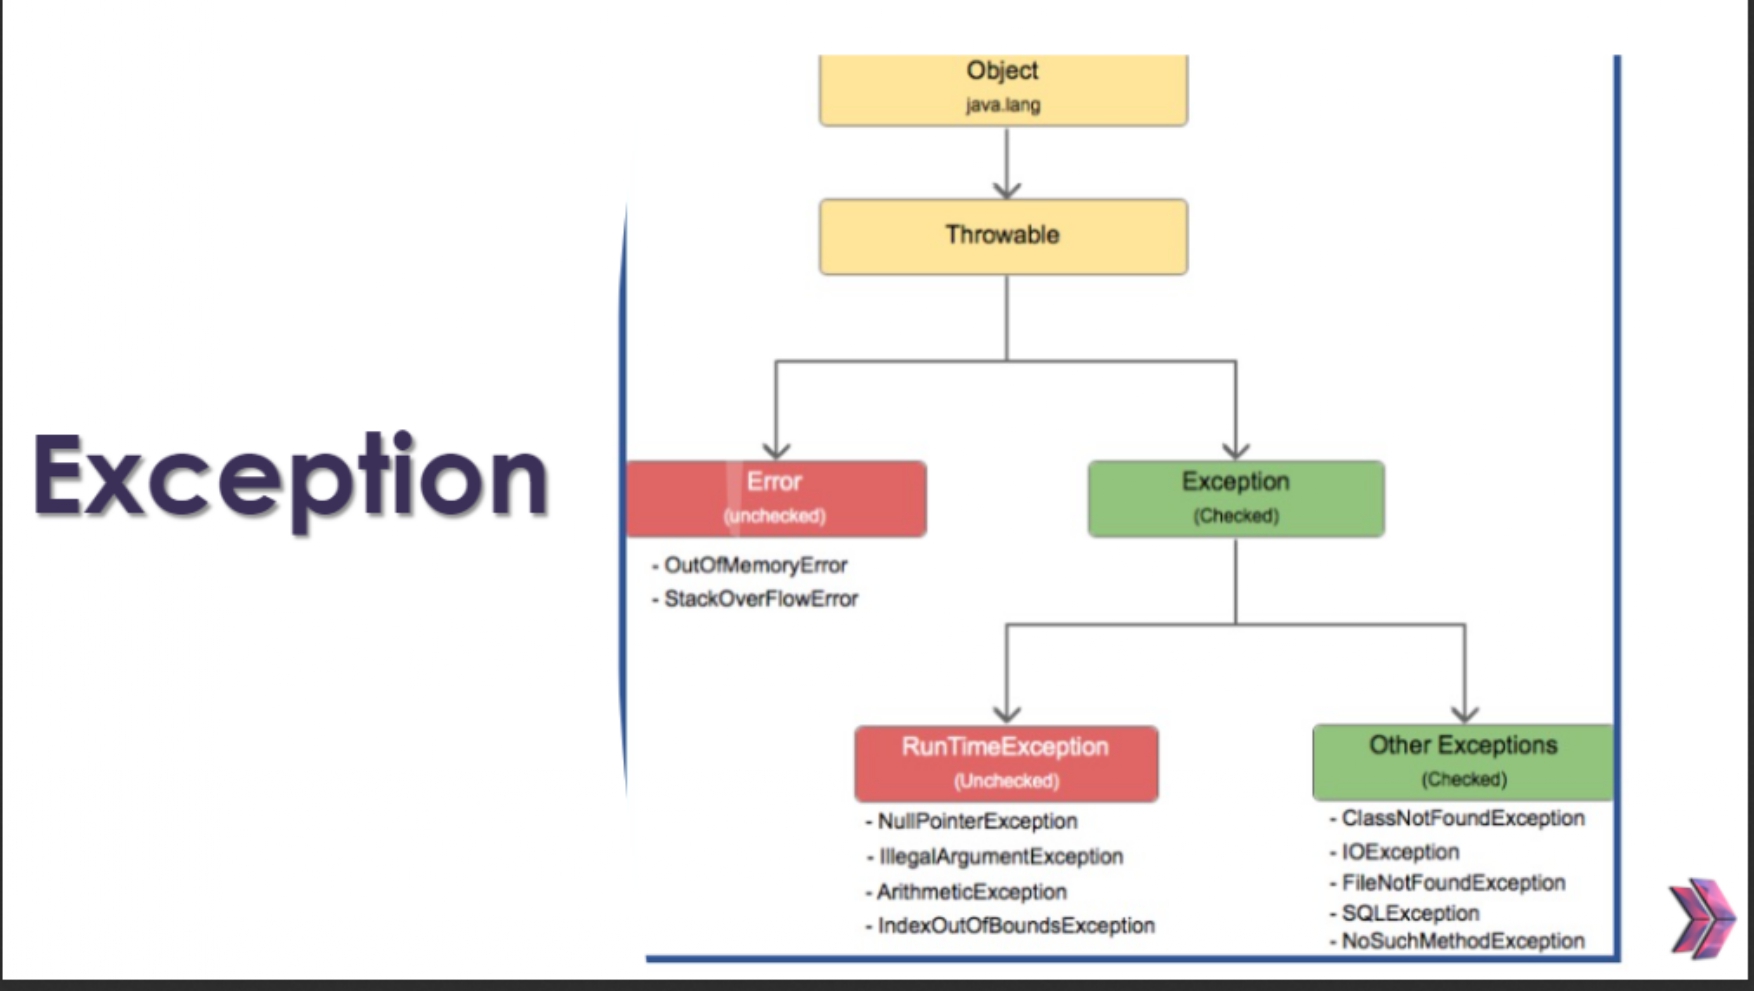 Exception
Object
java.lang
Throwable
Error
(unchecked)
- OutOfMemoryError
- StackOverFlowError
Exception
(Checked)
RunTimeException
(Unchecked)
- NullPointerException
- IllegalArgumentException
- ArithmeticException
- IndexOutOfBoundsException
Other Exceptions
(Checked)
- ClassNotFoundException
- IOException
- FileNotFoundException
- SQLException
- NoSuchMethodException